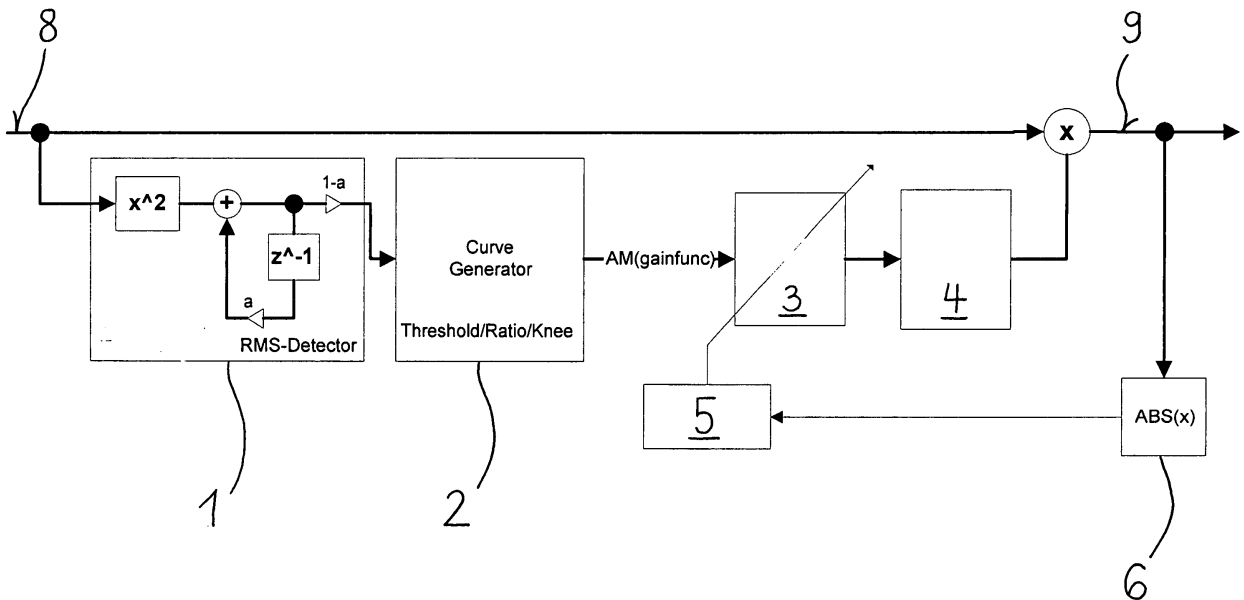 8
9
x
x^2
+
1-a
z^-1
a
RMS-Detector
Curve
Generator
Threshold/Ratio/Knee
AM(gainfunc)
3
4
5
ABS(x)
1
2
6